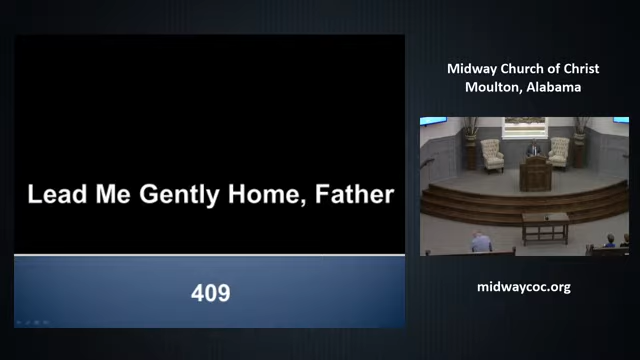 Lead Me Gently Home, Father
409
Midway Church of Christ
Moulton, Alabama
midwaycoc.org